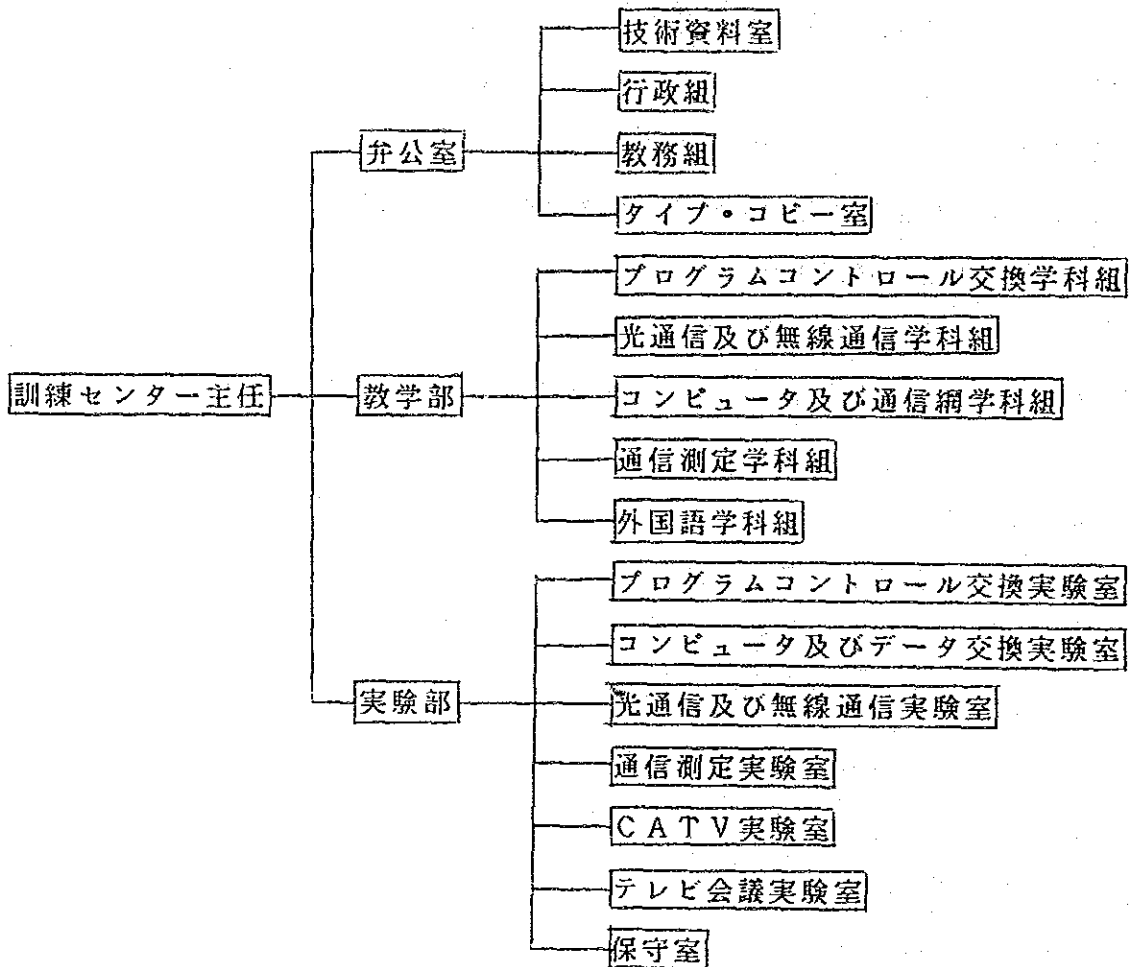 技術資料室
行政組
弁公室
教務組
タイプ・コピー室
プログラムコントロール交換学科組
光通信及び無線通信学科組
訓練センター主任
教学部
コンピュータ及び通信網学科組
通信測定学科組
外国語学科組
プログラムコントロール交換実験室
コンピュータ及びデータ交換実験室
実験部
光通信及び無線通信実験室
通信測定実験室
CATV実験室
テレビ会議実験室
保守室